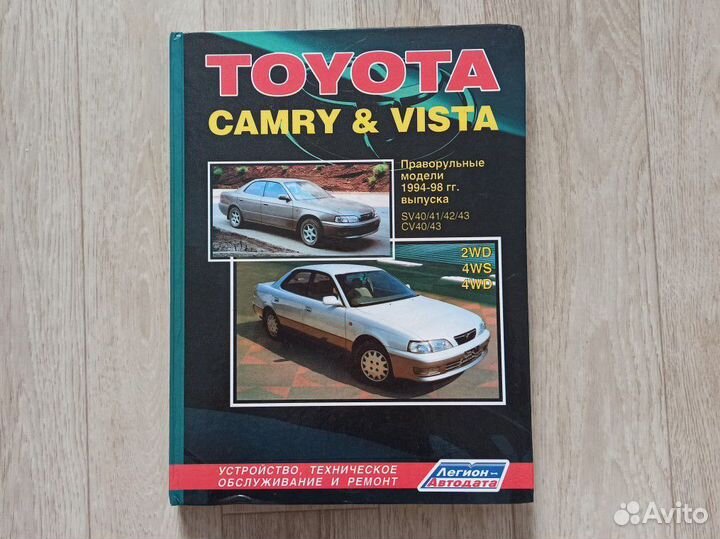 TOYOTA
CAMRY & VISTA
Праворульные
модели
1994-98 гг.
выпуска
SV40/41/42/43
CV40/43
2WD
4WS
4WD
УСТРОЙСТВО, ТЕХНИЧЕСКОЕ
ОБСЛУЖИВАНИЕ И РЕМОНТ
Легион-
Автодата
Avito